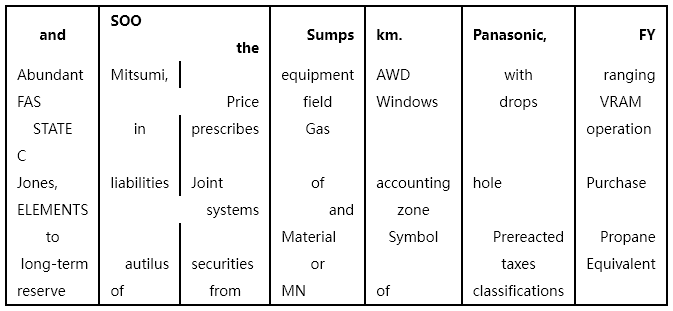 and SOO the Sumps km. Panasonic, FY
Abundant Mitsumi, equipment AWD with ranging
FAS Price field Windows drops VRAM
STATE in prescribes Gas operation
C
Jones, liabilities Joint of accounting hole Purchase
ELEMENTS systems and zone
to Material Symbol Prereacted Propane
long-term autilus securities or taxes Equivalent
reserve of from MN of classifications